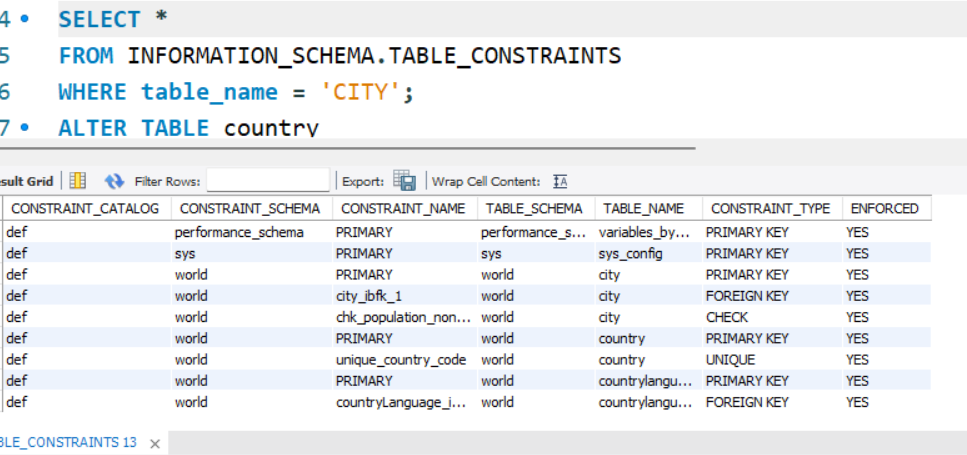 4 SELECT *
5 FROM INFORMATION_SCHEMA.TABLE_CONSTRAINTS
6 WHERE table_name = 'CITY';
7 ALTER TABLE country
sult Grid Filter Rows: Export: Wrap Cell Content:
CONSTRAINT_CATALOG CONSTRAINT_SCHEMA CONSTRAINT_NAME TABLE_SCHEMA TABLE_NAME CONSTRAINT_TYPE ENFORCED
def performance_schema PRIMARY performance_s... variables_by... PRIMARY KEY YES
def sys PRIMARY sys sys_config PRIMARY KEY YES
def world PRIMARY world city PRIMARY KEY YES
def world city_ibfk_1 world city FOREIGN KEY YES
def world chk_population_non... world city CHECK YES
def world PRIMARY world country PRIMARY KEY YES
def world unique_country_code world country UNIQUE YES
def world PRIMARY world countrylangu... PRIMARY KEY YES
def world countryLanguage_i... world countrylangu... FOREIGN KEY YES
BLE_CONSTRAINTS 13